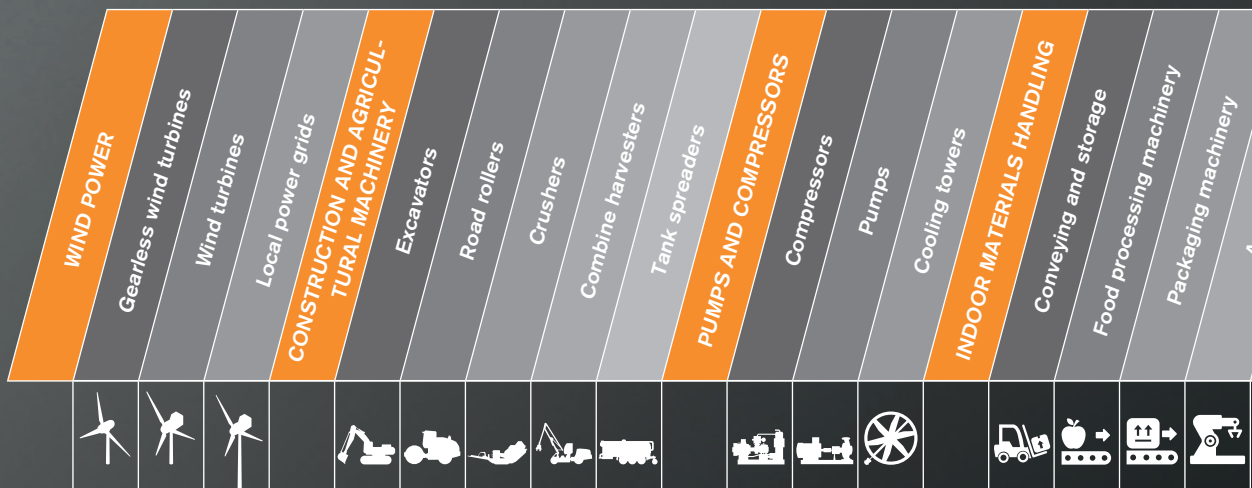 WIND POWER
Gearless wind turbines
Wind turbines
Local power grids
CONSTRUCTION AND AGRICUL-
TURAL MACHINERY
Excavators
Road rollers
Crushers
Combine harvesters
Tank spreaders
PUMPS AND COMPRESSORS
Compressors
Pumps
Cooling towers
INDOOR MATERIALS HANDLING
Conveying and storage
Food processing machinery
Packaging machinery